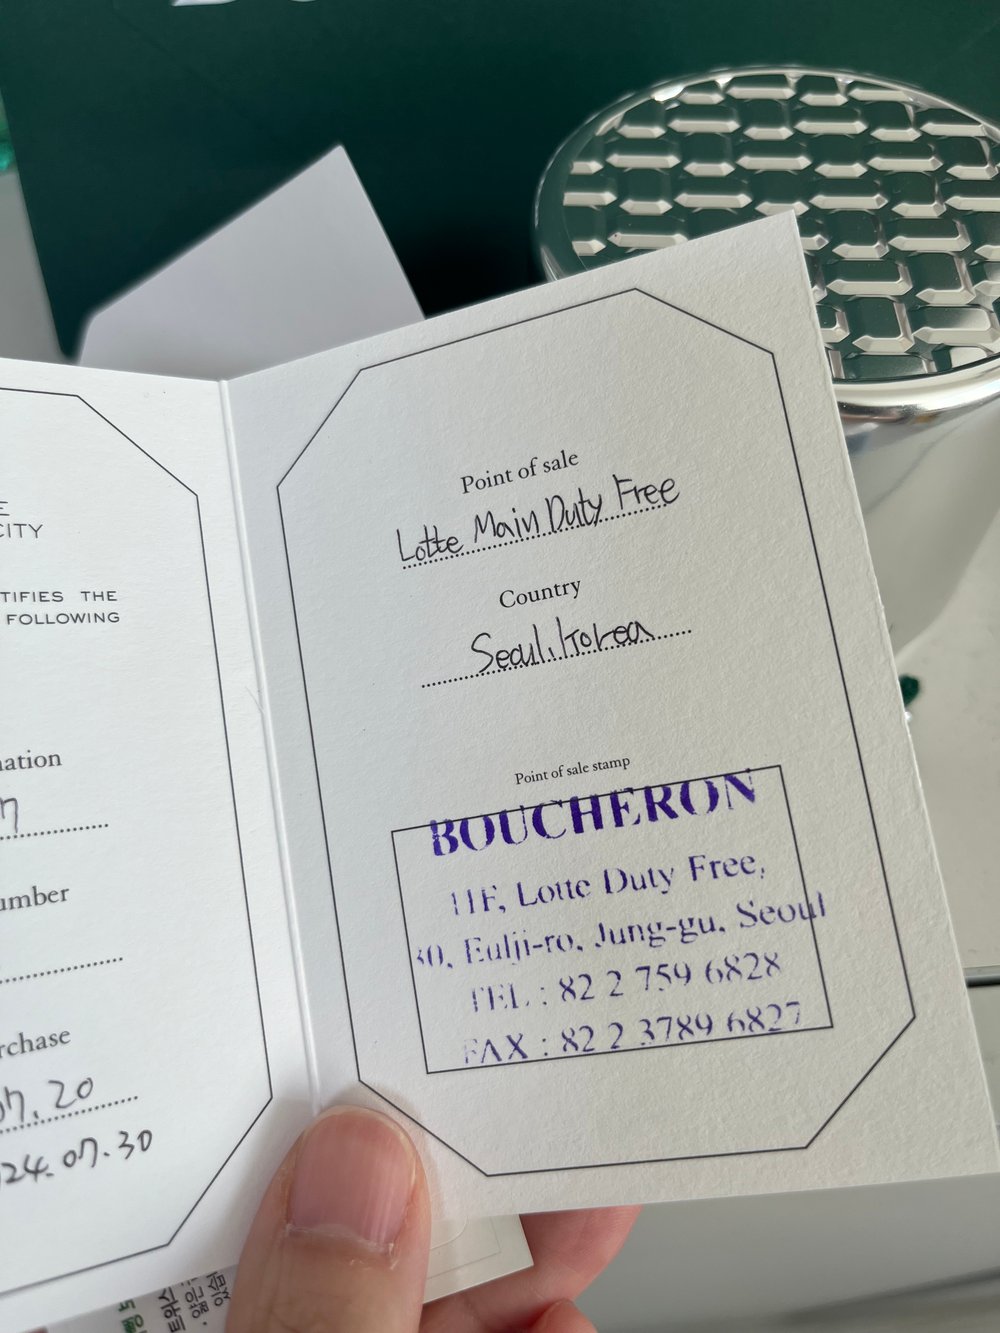 E
CITY
TIFIES THE
FOLLOWING
ation
7
umber
rchase
07.20
24.07.30
Point of sale
Lotte Main Duty Free
Country
Seoul, Korea
Point of sale stamp
BOUCHERON
11F, Lotte Duty Free,
30, Eulji-ro, Jung-gu, Seoul
TEL : 82 2 759 6828
FAX : 82 2 3789 6827